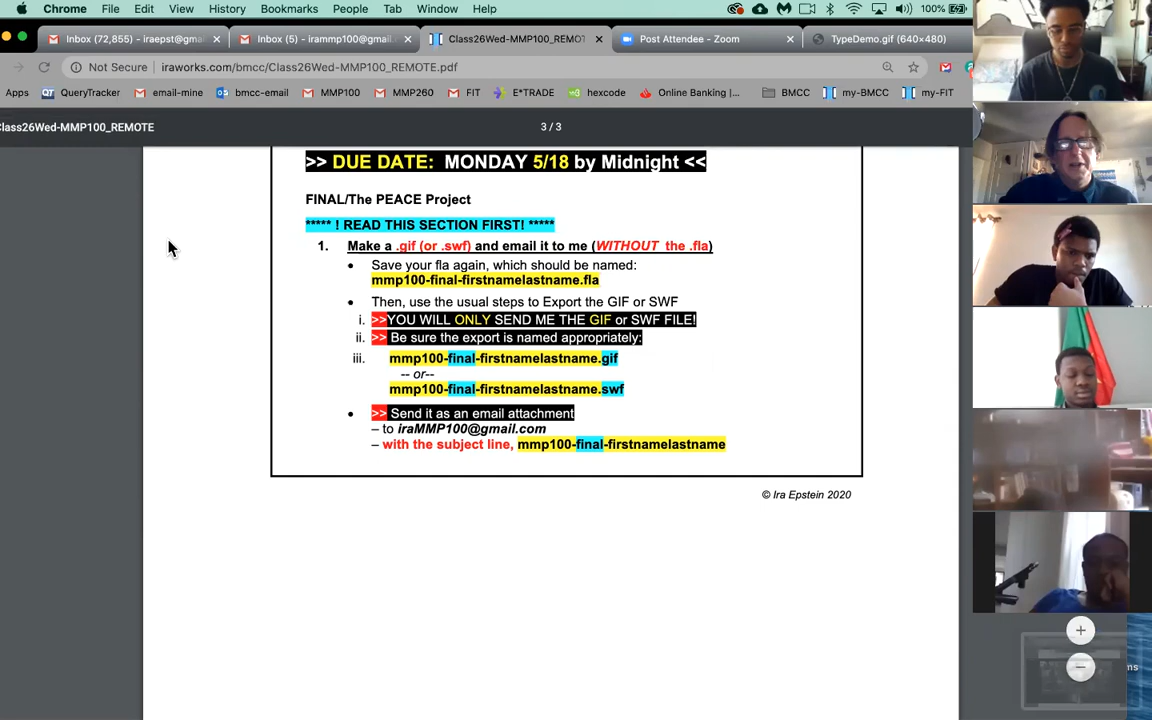 Chrome File Edit View History Bookmarks People Tab Window Help 100%
Inbox (72,855) - iraepst@gma Inbox (5) - irammp100@gmail. Class26Wed-MMP100_REMOT Post Attendee - Zoom TypeDemo.gif (640×480)
Not Secure iraworks.com/bmcc/Class26Wed-MMP100_REMOTE.pdf
Apps QueryTracker email-mine bmcc-email MMP100 MMP260 FIT E*TRADE hexcode Online Banking |... BMCC my-BMCC my-FIT
Class26Wed-MMP100_REMOTE 3 / 3
>> DUE DATE: MONDAY 5/18 by Midnight <<
FINAL/The PEACE Project
***** ! READ THIS SECTION FIRST! *****
1. Make a .gif (or .swf) and email it to me (WITHOUT the .fla)
• Save your fla again, which should be named:
mmp100-final-firstnamelastname.fla
• Then, use the usual steps to Export the GIF or SWF
i. >>YOU WILL ONLY SEND ME THE GIF or SWF FILE!
ii. >> Be sure the export is named appropriately:
iii. mmp100-final-firstnamelastname.gif
-- or--
mmp100-final-firstnamelastname.swf
• >> Send it as an email attachment
– to iraMMP100@gmail.com
– with the subject line, mmp100-final-firstnamelastname
© Ira Epstein 2020